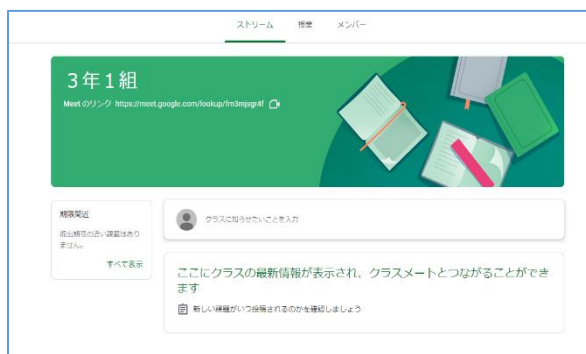 ストリーム 授業 メンバー
3年1組
Meet のリンク https://meet.google.com/lookup/fm3mjsgr4f
期限間近
提出期限の近い課題はあり
ません。
すべて表示
クラスに知らせたいことを入力
ここにクラスの最新情報が表示され、クラスメートとつながることができ
ます
新しい課題がいつ投稿されるのかを確認しましょう